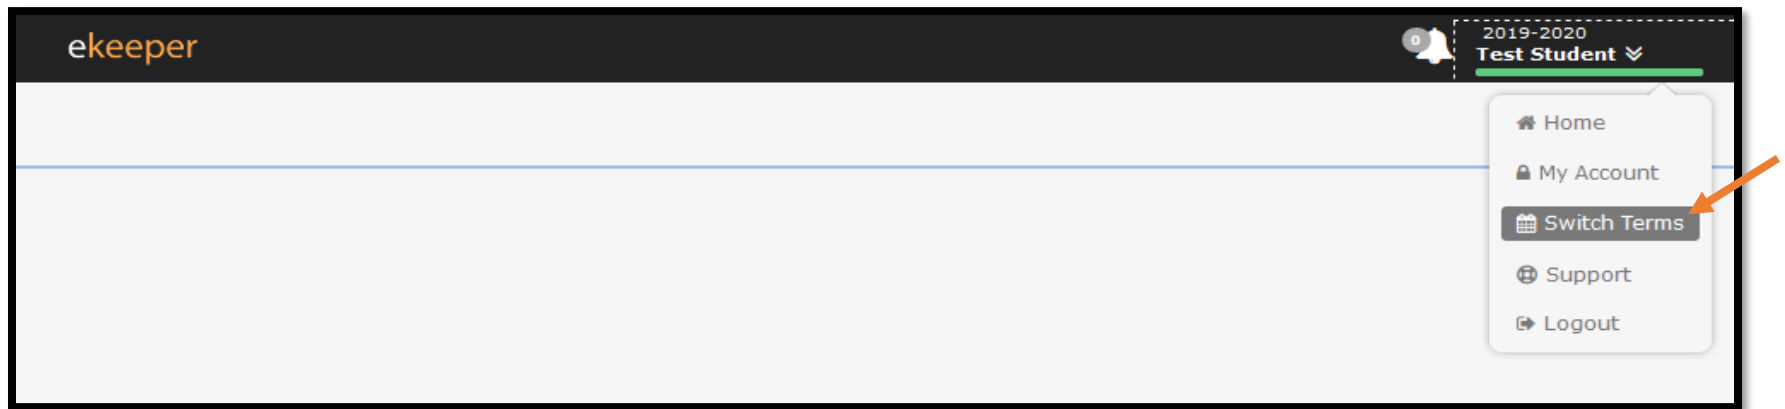 ekeeper
0
2019-2020
Test Student
Home
My Account
Switch Terms
Support
Logout